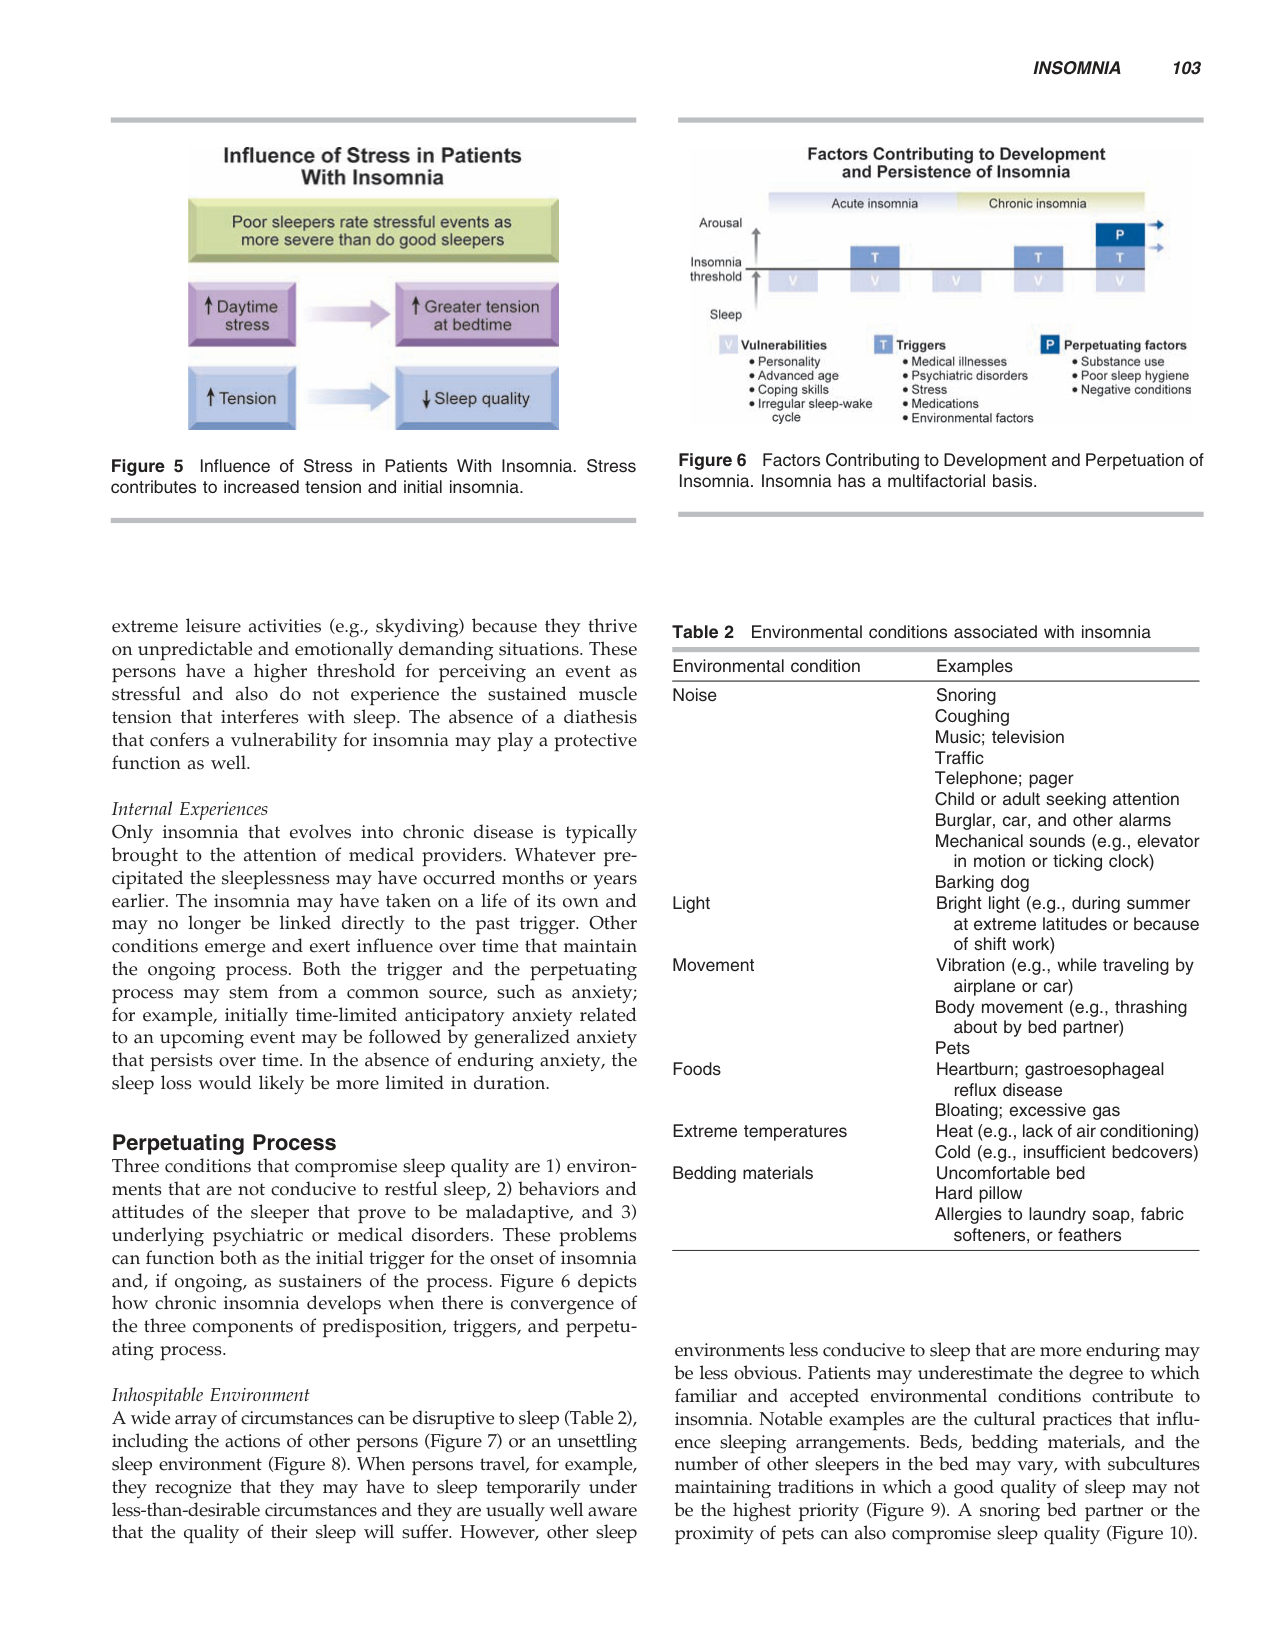 INSOMNIA 103
Influence of Stress in Patients
With Insomnia
Poor sleepers rate stressful events as
more severe than do good sleepers
↑ Daytime
stress
↑ Greater tension
at bedtime
↑ Tension
↓ Sleep quality
Figure 5 Influence of Stress in Patients With Insomnia. Stress
contributes to increased tension and initial insomnia.
Factors Contributing to Development
and Persistence of Insomnia
Acute insomnia
Chronic insomnia
Arousal
Insomnia
threshold
Sleep
P
T T T
V V V V V
V Vulnerabilities
• Personality
• Advanced age
• Coping skills
• Irregular sleep-wake
cycle
T Triggers
• Medical illnesses
• Psychiatric disorders
• Stress
• Medications
• Environmental factors
P Perpetuating factors
• Substance use
• Poor sleep hygiene
• Negative conditions
Figure 6 Factors Contributing to Development and Perpetuation of
Insomnia. Insomnia has a multifactorial basis.
extreme leisure activities (e.g., skydiving) because they thrive
on unpredictable and emotionally demanding situations. These
persons have a higher threshold for perceiving an event as
stressful and also do not experience the sustained muscle
tension that interferes with sleep. The absence of a diathesis
that confers a vulnerability for insomnia may play a protective
function as well.
Internal Experiences
Only insomnia that evolves into chronic disease is typically
brought to the attention of medical providers. Whatever pre-
cipitated the sleeplessness may have occurred months or years
earlier. The insomnia may have taken on a life of its own and
may no longer be linked directly to the past trigger. Other
conditions emerge and exert influence over time that maintain
the ongoing process. Both the trigger and the perpetuating
process may stem from a common source, such as anxiety;
for example, initially time-limited anticipatory anxiety related
to an upcoming event may be followed by generalized anxiety
that persists over time. In the absence of enduring anxiety, the
sleep loss would likely be more limited in duration.
Perpetuating Process
Three conditions that compromise sleep quality are 1) environ-
ments that are not conducive to restful sleep, 2) behaviors and
attitudes of the sleeper that prove to be maladaptive, and 3)
underlying psychiatric or medical disorders. These problems
can function both as the initial trigger for the onset of insomnia
and, if ongoing, as sustainers of the process. Figure 6 depicts
how chronic insomnia develops when there is convergence of
the three components of predisposition, triggers, and perpetu-
ating process.
Inhospitable Environment
A wide array of circumstances can be disruptive to sleep (Table 2),
including the actions of other persons (Figure 7) or an unsettling
sleep environment (Figure 8). When persons travel, for example,
they recognize that they may have to sleep temporarily under
less-than-desirable circumstances and they are usually well aware
that the quality of their sleep will suffer. However, other sleep
Table 2 Environmental conditions associated with insomnia
Environmental condition Examples
Noise Snoring
Coughing
Music; television
Traffic
Telephone; pager
Child or adult seeking attention
Burglar, car, and other alarms
Mechanical sounds (e.g., elevator
in motion or ticking clock)
Barking dog
Light Bright light (e.g., during summer
at extreme latitudes or because
of shift work)
Movement Vibration (e.g., while traveling by
airplane or car)
Body movement (e.g., thrashing
about by bed partner)
Pets
Foods Heartburn; gastroesophageal
reflux disease
Bloating; excessive gas
Extreme temperatures Heat (e.g., lack of air conditioning)
Cold (e.g., insufficient bedcovers)
Bedding materials Uncomfortable bed
Hard pillow
Allergies to laundry soap, fabric
softeners, or feathers
environments less conducive to sleep that are more enduring may
be less obvious. Patients may underestimate the degree to which
familiar and accepted environmental conditions contribute to
insomnia. Notable examples are the cultural practices that influ-
ence sleeping arrangements. Beds, bedding materials, and the
number of other sleepers in the bed may vary, with subcultures
maintaining traditions in which a good quality of sleep may not
be the highest priority (Figure 9). A snoring bed partner or the
proximity of pets can also compromise sleep quality (Figure 10).